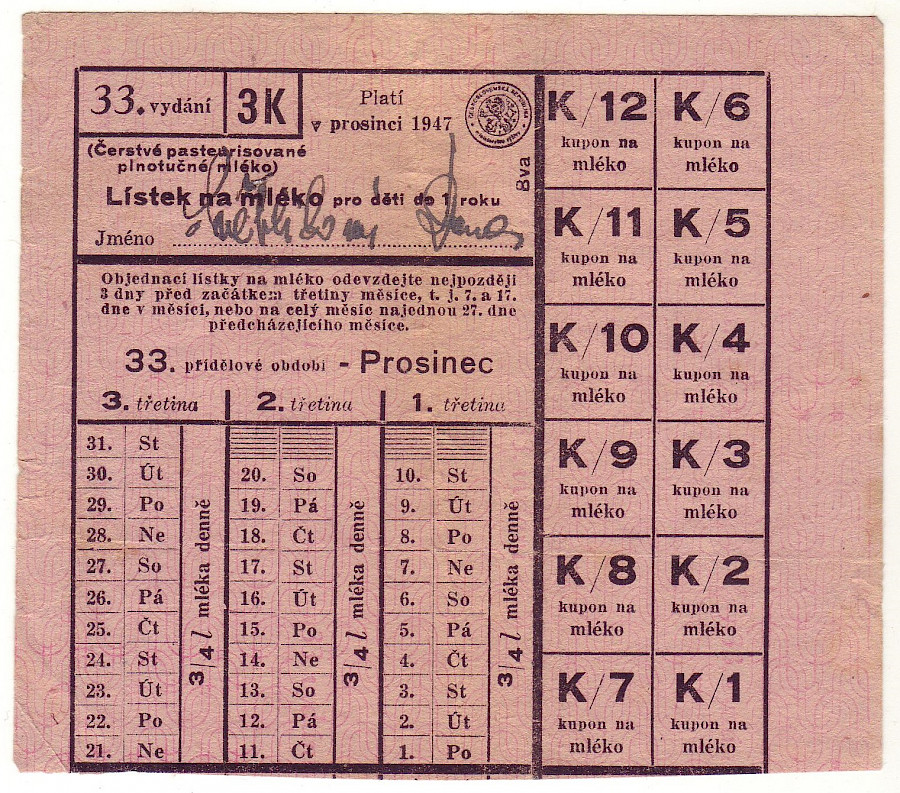 33. vydání
3K
Platí
v prosinci 1947
ČESKOSLOVENSKÁ REPUBLIKA
(Čerstvé pasteurisované
plnotučné mléko)
8va
Lístek na mléko pro děti do 1 roku
Jméno
Objednací lístky na mléko odevzdejte nejpozději
3 dny před začátkem třetiny měsíce, t. j. 7. a 17.
dne v měsíci, nebo na celý měsíc najednou 27. dne
předcházejícího měsíce.
33. přídělové období - Prosinec
3. třetina 2. třetina 1. třetina
31. St
30. Út
29. Po
28. Ne
27. So
26. Pá
25. Čt
24. St
23. Út
22. Po
21. Ne
3/4 l mléka denně
20. So
19. Pá
18. Čt
17. St
16. Út
15. Po
14. Ne
13. So
12. Pá
11. Čt
3/4 l mléka denně
10. St
9. Út
8. Po
7. Ne
6. So
5. Pá
4. Čt
3. St
2. Út
1. Po
3/4 l mléka denně
K/12 K/6
kupon na kupon na
mléko mléko
K/11 K/5
kupon na kupon na
mléko mléko
K/10 K/4
kupon na kupon na
mléko mléko
K/9 K/3
kupon na kupon na
mléko mléko
K/8 K/2
kupon na kupon na
mléko mléko
K/7 K/1
kupon na kupon na
mléko mléko